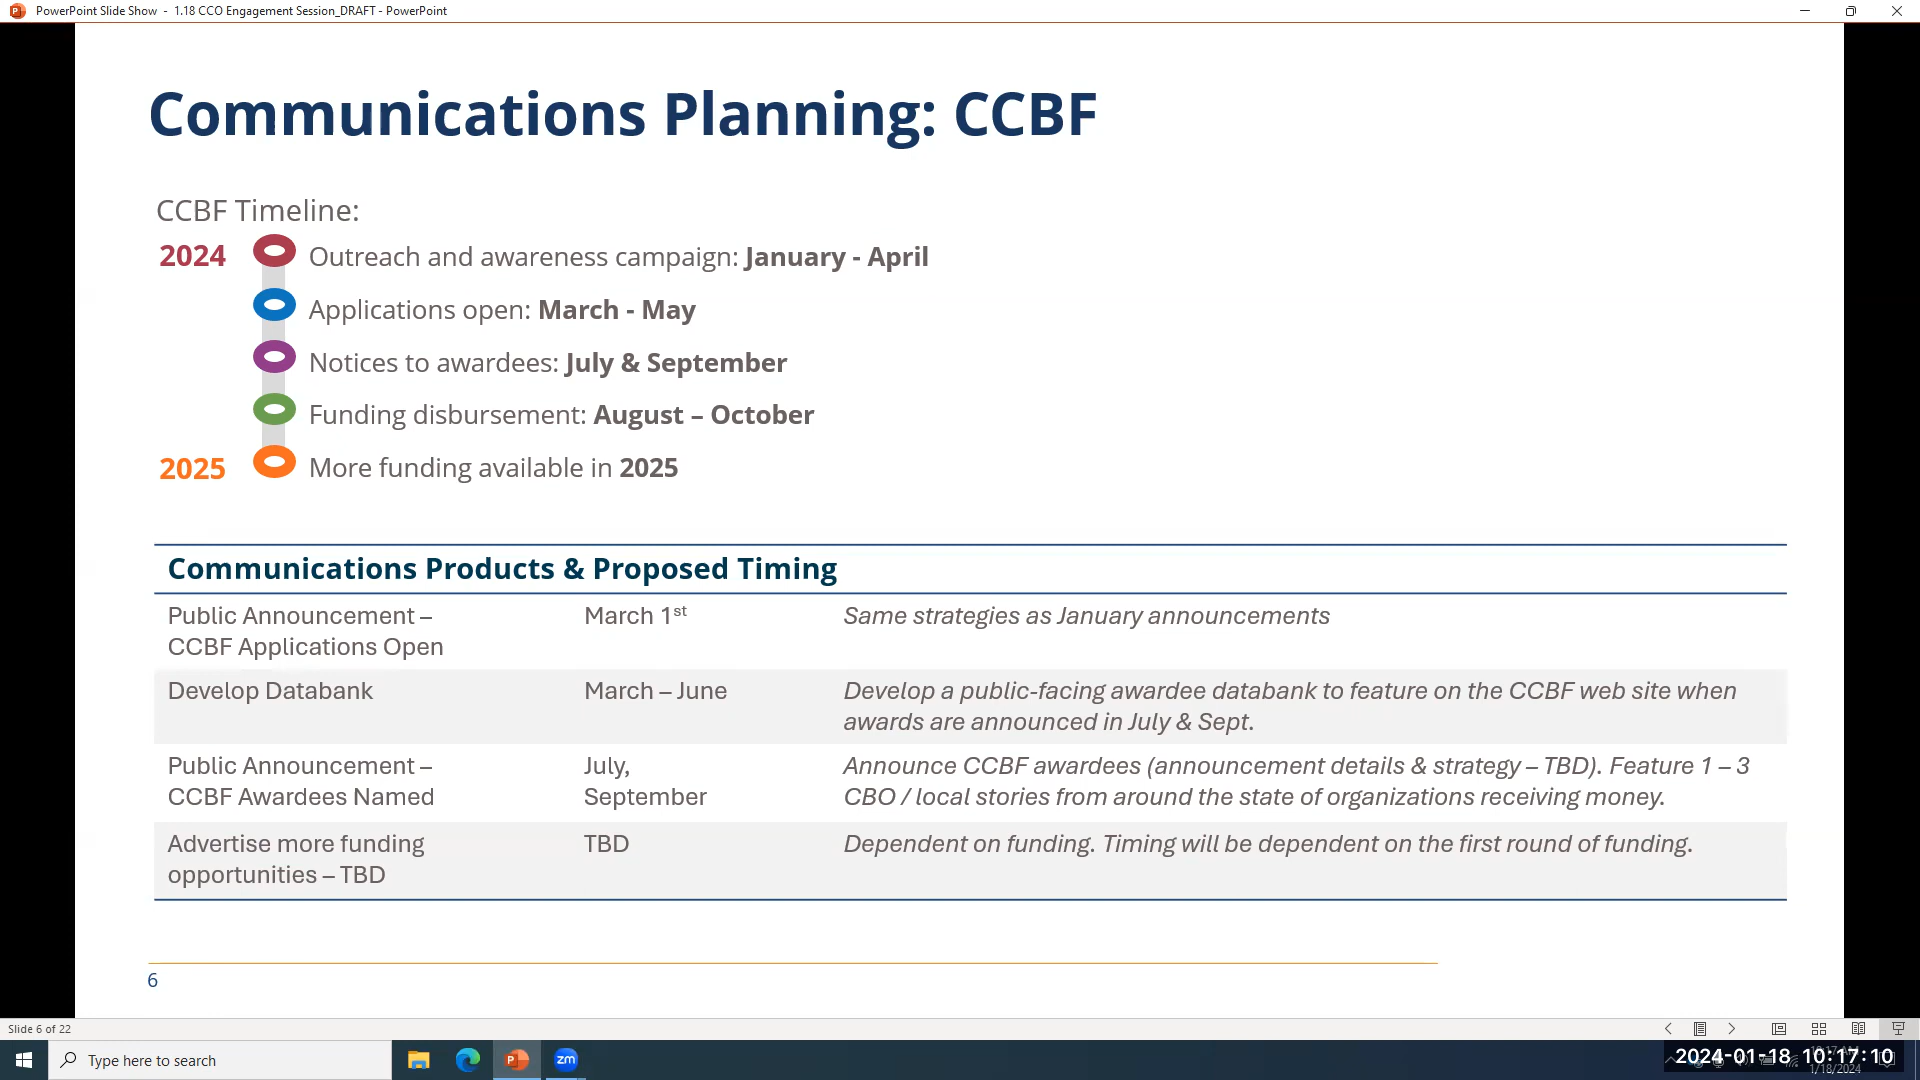 PowerPoint Slide Show - 1.18 CCO Engagement Session_DRAFT - PowerPoint
Communications Planning: CCBF
CCBF Timeline:
2024 Outreach and awareness campaign: January - April
Applications open: March - May
Notices to awardees: July & September
Funding disbursement: August – October
2025 More funding available in 2025
Communications Products & Proposed Timing
Public Announcement – March 1st Same strategies as January announcements
CCBF Applications Open
Develop Databank March – June Develop a public-facing awardee databank to feature on the CCBF web site when
awards are announced in July & Sept.
Public Announcement – July, Announce CCBF awardees (announcement details & strategy – TBD). Feature 1 – 3
CCBF Awardees Named September CBO / local stories from around the state of organizations receiving money.
Advertise more funding TBD Dependent on funding. Timing will be dependent on the first round of funding.
opportunities – TBD
6
Slide 6 of 22
Type here to search
zm
2024-01-18 10:17:10
1/18/2024